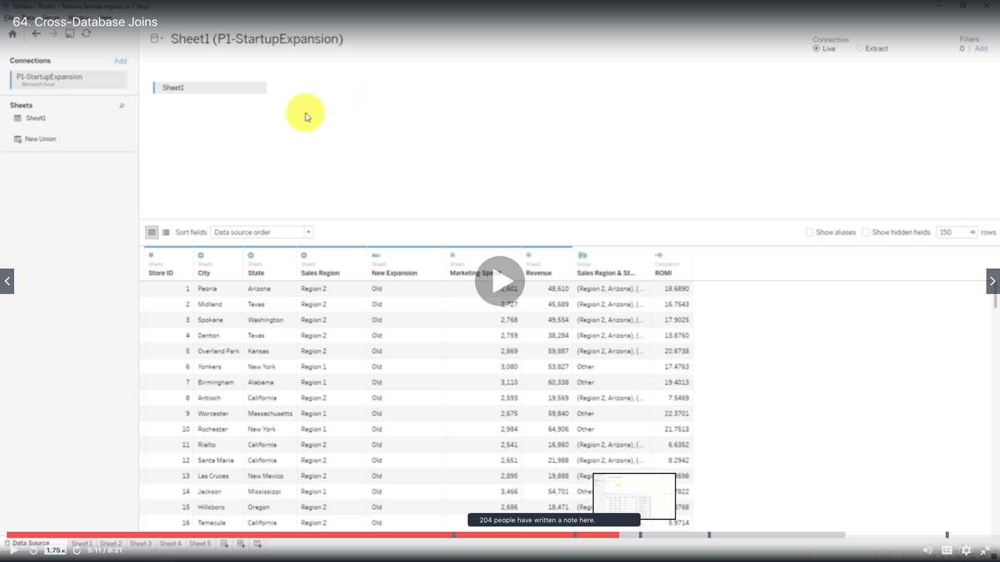 Tableau - Book1 - Tableau license expires in 2 days
File Data Server Window Help
64. Cross-Database Joins
Sheet1 (P1-StartupExpansion)
Connection
Live
Extract
Filters
0 | Add
Connections
Add
P1-StartupExpansion
Microsoft Excel
Sheets
Sheet1
New Union
Sheet1
Sort fields
Data source order
Show aliases
Show hidden fields
150
rows
# Abc # # =#
Sheet1 Sheet1 Sheet1 Sheet1 Sheet1 Sheet1 Sheet1 Group Calculation
Store ID City State Sales Region New Expansion Marketing Spend Revenue Sales Region & St... ROMI
1 Peoria Arizona Region 2 Old 2,601 48,610 (Region 2, Arizona), (... 18.6890
2 Midland Texas Region 2 Old 2,727 45,689 (Region 2, Arizona), (... 16.7543
3 Spokane Washington Region 2 Old 2,768 49,554 (Region 2, Arizona), (... 17.9025
4 Denton Texas Region 2 Old 2,759 38,284 (Region 2, Arizona), (... 13.8760
5 Overland Park Kansas Region 2 Old 2,869 59,887 (Region 2, Arizona), (... 20.8738
6 Yonkers New York Region 1 Old 3,080 53,827 Other 17.4763
7 Birmingham Alabama Region 1 Old 3,110 60,338 Other 19.4013
8 Antioch California Region 2 Old 2,593 19,569 (Region 2, Arizona), (... 7.5469
9 Worcester Massachusetts Region 1 Old 2,675 59,840 Other 22.3701
10 Rochester New York Region 1 Old 2,984 64,906 Other 21.7513
11 Rialto California Region 2 Old 2,541 16,860 (Region 2, Arizona), (... 6.6352
12 Santa Maria California Region 2 Old 2,651 21,988 (Region 2, Arizona), (... 8.2942
13 Las Cruces New Mexico Region 2 Old 2,895 19,888 (Regi 8698
14 Jackson Mississippi Region 1 Old 3,466 54,701 Othe 7822
15 Hillsboro Oregon Region 2 Old 2,686 18,471 (Regi 8768
16 Temecula California Region 2 Old 5.9714
204 people have written a note here.
Data Source Sheet 1 Sheet 2 Sheet 3 Sheet 4 Sheet 5
1.75x 5:11 / 8:21 CC